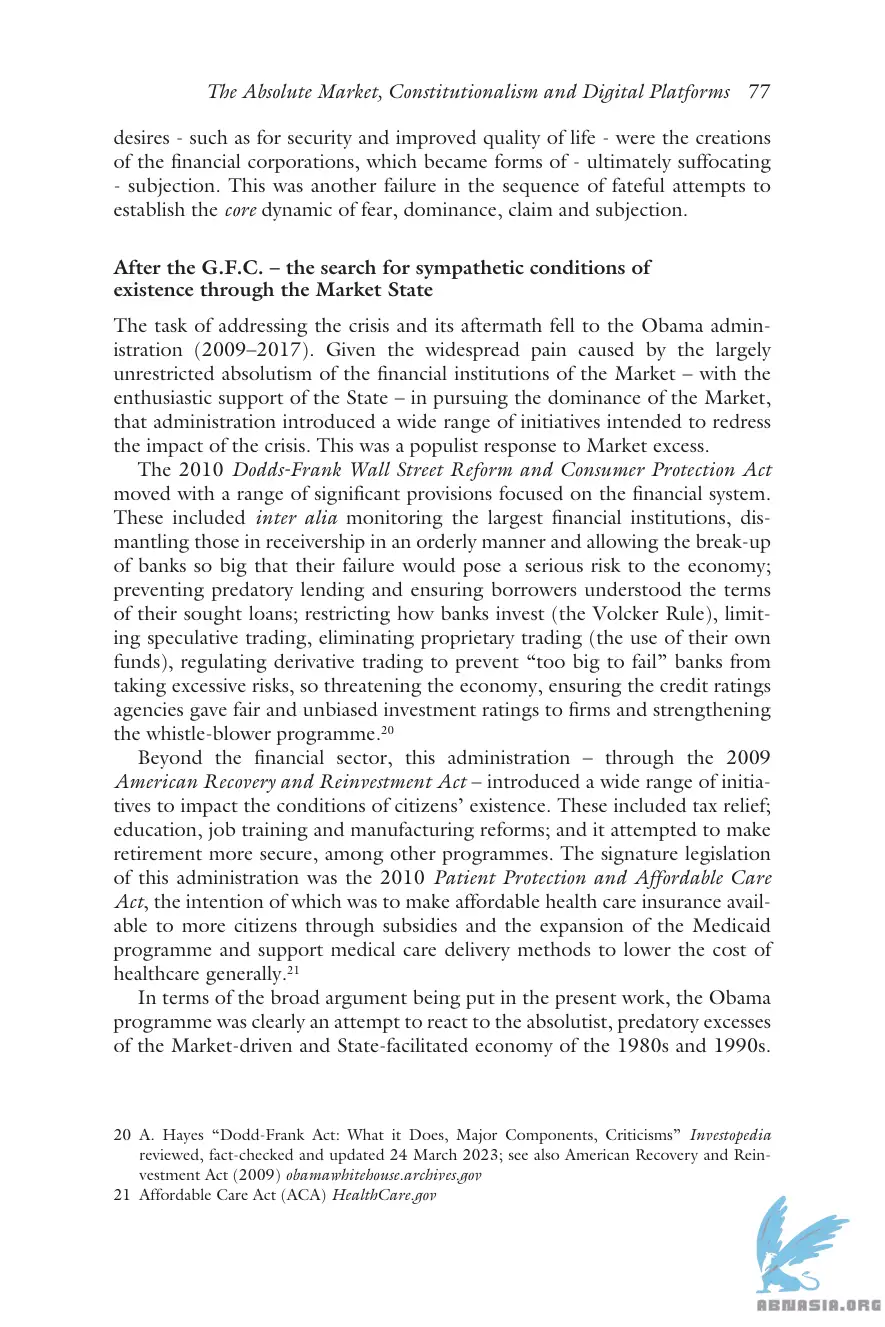 The Absolute Market, Constitutionalism and Digital Platforms 77
desires - such as for security and improved quality of life - were the creations
of the financial corporations, which became forms of - ultimately suffocating
- subjection. This was another failure in the sequence of fateful attempts to
establish the core dynamic of fear, dominance, claim and subjection.
After the G.F.C. – the search for sympathetic conditions of
existence through the Market State
The task of addressing the crisis and its aftermath fell to the Obama admin-
istration (2009–2017). Given the widespread pain caused by the largely
unrestricted absolutism of the financial institutions of the Market – with the
enthusiastic support of the State – in pursuing the dominance of the Market,
that administration introduced a wide range of initiatives intended to redress
the impact of the crisis. This was a populist response to Market excess.
The 2010 Dodds-Frank Wall Street Reform and Consumer Protection Act
moved with a range of significant provisions focused on the financial system.
These included inter alia monitoring the largest financial institutions, dis-
mantling those in receivership in an orderly manner and allowing the break-up
of banks so big that their failure would pose a serious risk to the economy;
preventing predatory lending and ensuring borrowers understood the terms
of their sought loans; restricting how banks invest (the Volcker Rule), limit-
ing speculative trading, eliminating proprietary trading (the use of their own
funds), regulating derivative trading to prevent “too big to fail” banks from
taking excessive risks, so threatening the economy, ensuring the credit ratings
agencies gave fair and unbiased investment ratings to firms and strengthening
the whistle-blower programme.20
Beyond the financial sector, this administration – through the 2009
American Recovery and Reinvestment Act – introduced a wide range of initia-
tives to impact the conditions of citizens’ existence. These included tax relief;
education, job training and manufacturing reforms; and it attempted to make
retirement more secure, among other programmes. The signature legislation
of this administration was the 2010 Patient Protection and Affordable Care
Act, the intention of which was to make affordable health care insurance avail-
able to more citizens through subsidies and the expansion of the Medicaid
programme and support medical care delivery methods to lower the cost of
healthcare generally.21
In terms of the broad argument being put in the present work, the Obama
programme was clearly an attempt to react to the absolutist, predatory excesses
of the Market-driven and State-facilitated economy of the 1980s and 1990s.
20 A. Hayes “Dodd-Frank Act: What it Does, Major Components, Criticisms” Investopedia
reviewed, fact-checked and updated 24 March 2023; see also American Recovery and Rein-
vestment Act (2009) obamawhitehouse.archives.gov
21 Affordable Care Act (ACA) HealthCare.gov
ABNASIA.ORG